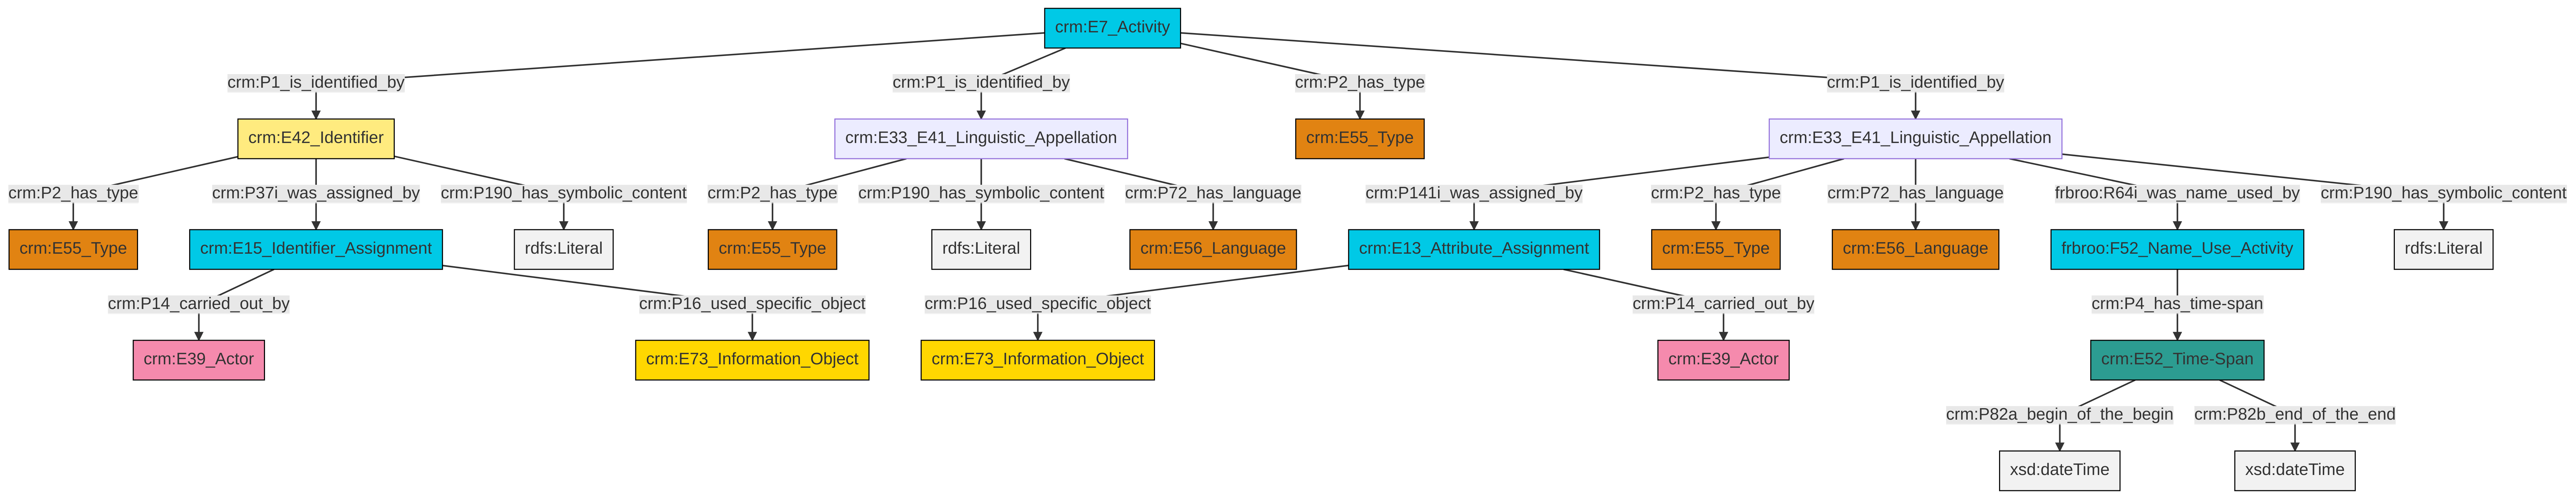 crm:E7_Activity
crm:P1_is_identified_by
crm:P1_is_identified_by
crm:P2_has_type
crm:P1_is_identified_by
crm:E42_Identifier
crm:E33_E41_Linguistic_Appellation
crm:E55_Type
crm:E33_E41_Linguistic_Appellation
crm:P2_has_type
crm:P37i_was_assigned_by
crm:P190_has_symbolic_content
crm:P2_has_type
crm:P190_has_symbolic_content
crm:P72_has_language
crm:P141i_was_assigned_by
crm:P2_has_type
crm:P72_has_language
frbroo:R64i_was_name_used_by
crm:P190_has_symbolic_content
crm:E55_Type
crm:E15_Identifier_Assignment
rdfs:Literal
crm:E55_Type
rdfs:Literal
crm:E56_Language
crm:E13_Attribute_Assignment
crm:E55_Type
crm:E56_Language
frbroo:F52_Name_Use_Activity
rdfs:Literal
crm:P14_carried_out_by
crm:P16_used_specific_object
crm:P16_used_specific_object
crm:P14_carried_out_by
crm:P4_has_time-span
crm:E39_Actor
crm:E73_Information_Object
crm:E73_Information_Object
crm:E39_Actor
crm:E52_Time-Span
crm:P82a_begin_of_the_begin
crm:P82b_end_of_the_end
xsd:dateTime
xsd:dateTime